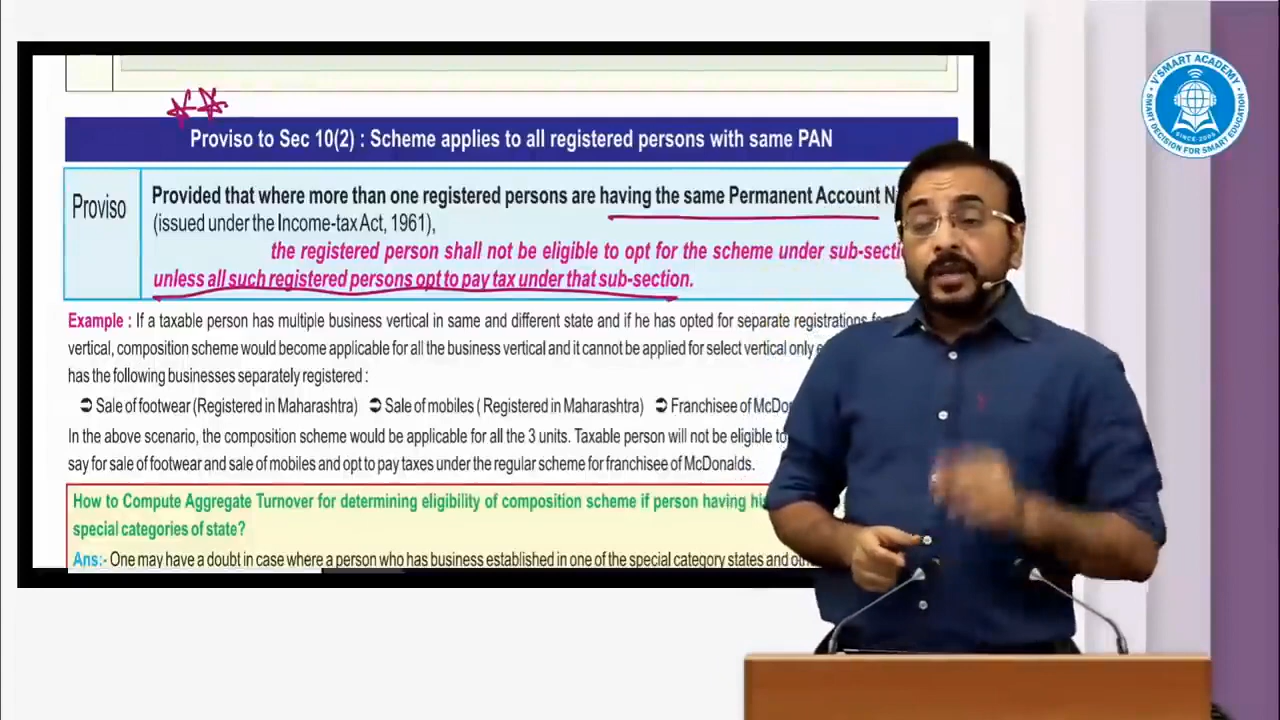 Proviso to Sec 10(2) : Scheme applies to all registered persons with same PAN
Proviso
Provided that where more than one registered persons are having the same Permanent Account
(issued under the Income-tax Act, 1961),
the registered person shall not be eligible to opt for the scheme under
unless all such registered persons opt to pay tax under that sub-section.
Example : If a taxable person has multiple business vertical in same and different state and if he has opted for separate registrations
vertical, composition scheme would become applicable for all the business vertical and it cannot be applied for select vertical only
has the following businesses separately registered :
➲ Sale of footwear (Registered in Maharashtra) ➲ Sale of mobiles ( Registered in Maharashtra) ➲ Franchisee of
In the above scenario, the composition scheme would be applicable for all the 3 units. Taxable person will not be eligible to
say for sale of footwear and sale of mobiles and opt to pay taxes under the regular scheme for franchisee of McDonalds.
How to Compute Aggregate Turnover for determining eligibility of composition scheme if person having
special categories of state?
Ans:- One may have a doubt in case where a person who has business established in one of the special category states and
V'SMART ACADEMY
SINCE 2005
SMART DECISION FOR SMART EDUCATION